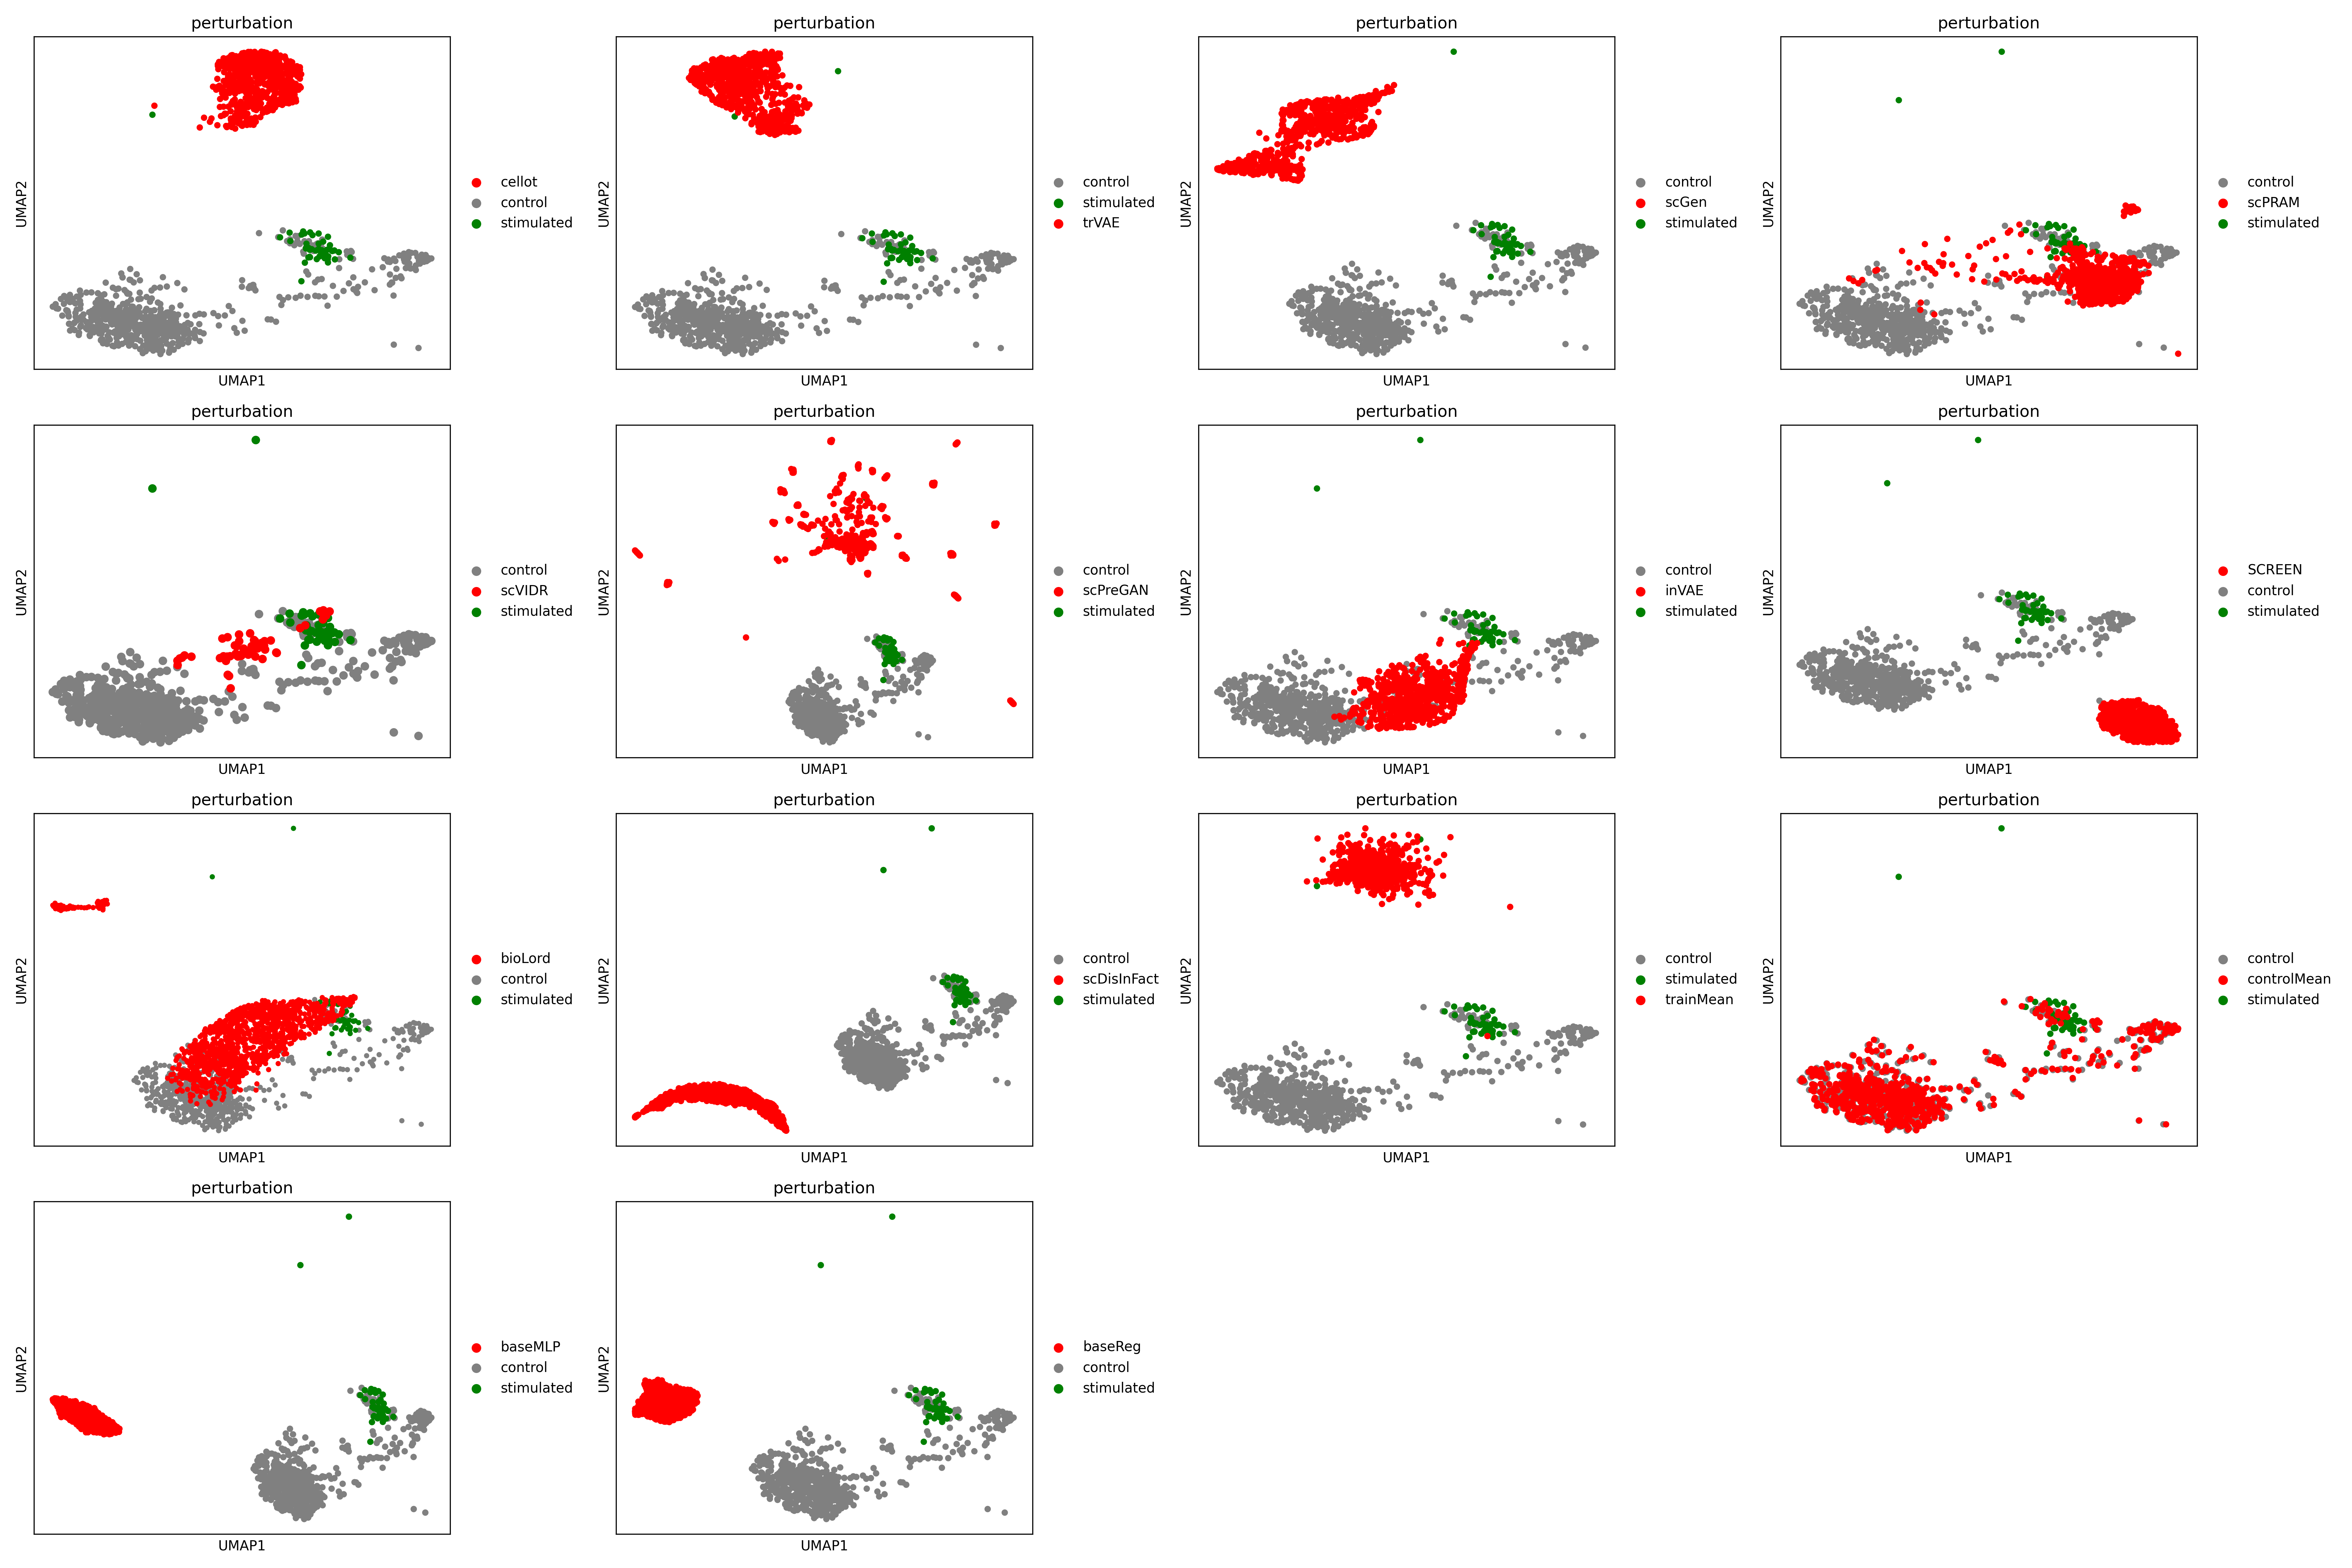 perturbation
UMAP2
UMAP1
cellot
control
stimulated
perturbation
UMAP2
UMAP1
control
stimulated
trVAE
perturbation
UMAP2
UMAP1
control
scGen
stimulated
perturbation
UMAP2
UMAP1
control
scPRAM
stimulated
perturbation
UMAP2
UMAP1
control
scVIDR
stimulated
perturbation
UMAP2
UMAP1
control
scPreGAN
stimulated
perturbation
UMAP2
UMAP1
control
inVAE
stimulated
perturbation
UMAP2
UMAP1
SCREEN
control
stimulated
perturbation
UMAP2
UMAP1
bioLord
control
stimulated
perturbation
UMAP2
UMAP1
control
scDisInFact
stimulated
perturbation
UMAP2
UMAP1
control
stimulated
trainMean
perturbation
UMAP2
UMAP1
control
controlMean
stimulated
perturbation
UMAP2
UMAP1
baseMLP
control
stimulated
perturbation
UMAP2
UMAP1
baseReg
control
stimulated